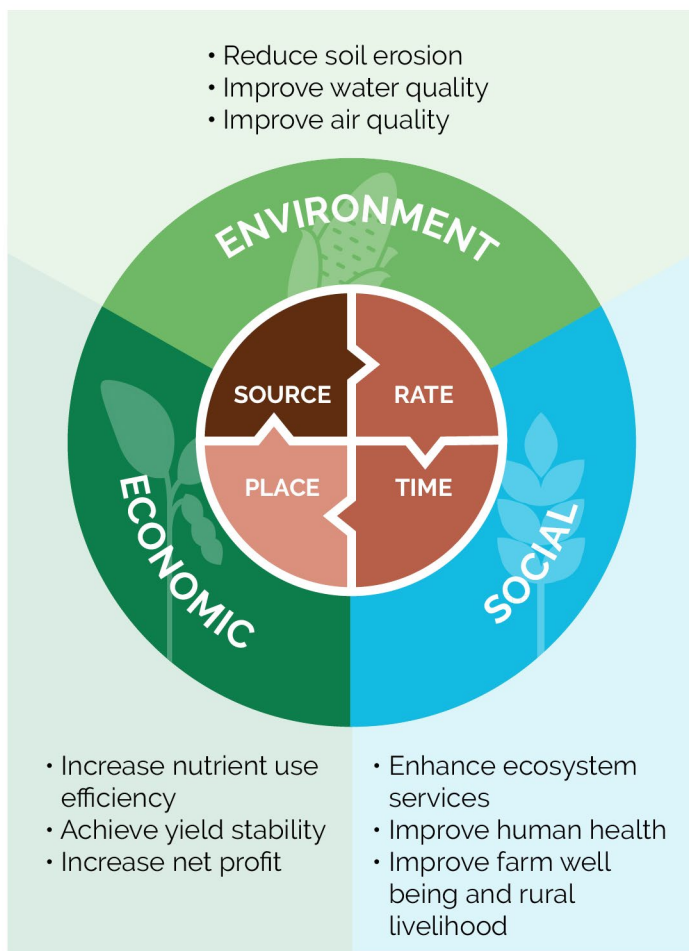 • Reduce soil erosion
• Improve water quality
• Improve air quality
ENVIRONMENT
SOURCE
RATE
PLACE
TIME
ECONOMIC
SOCIAL
• Increase nutrient use
efficiency
• Achieve yield stability
• Increase net profit
• Enhance ecosystem
services
• Improve human health
• Improve farm well
being and rural
livelihood